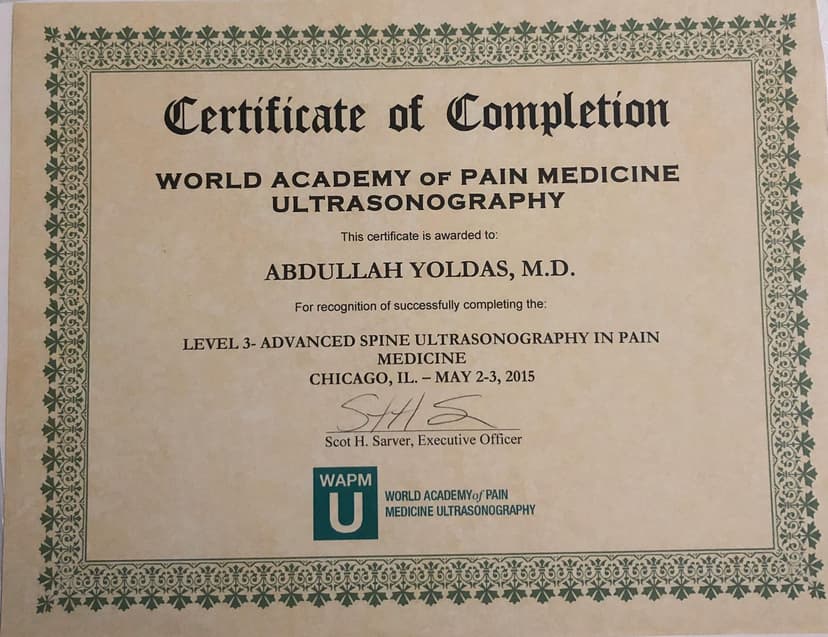 Certificate of Completion
WORLD ACADEMY OF PAIN MEDICINE
ULTRASONOGRAPHY
This certificate is awarded to:
ABDULLAH YOLDAS, M.D.
For recognition of successfully completing the:
LEVEL 3- ADVANCED SPINE ULTRASONOGRAPHY IN PAIN
MEDICINE
CHICAGO, IL. – MAY 2-3, 2015
Scot H. Sarver, Executive Officer
WAPM
U
WORLD ACADEMY of PAIN
MEDICINE ULTRASONOGRAPHY